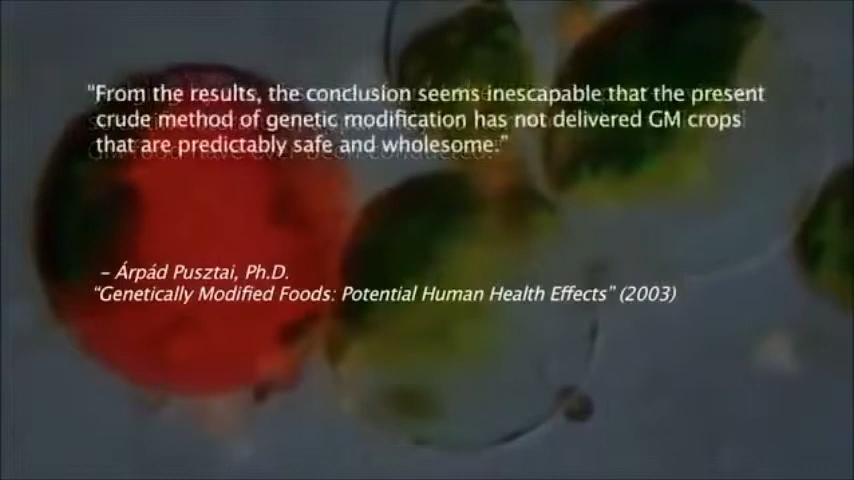 “From the results, the conclusion seems inescapable that the present
crude method of genetic modification has not delivered GM crops
that are predictably safe and wholesome.”
– Árpád Pusztai, Ph.D.
“Genetically Modified Foods: Potential Human Health Effects” (2003)